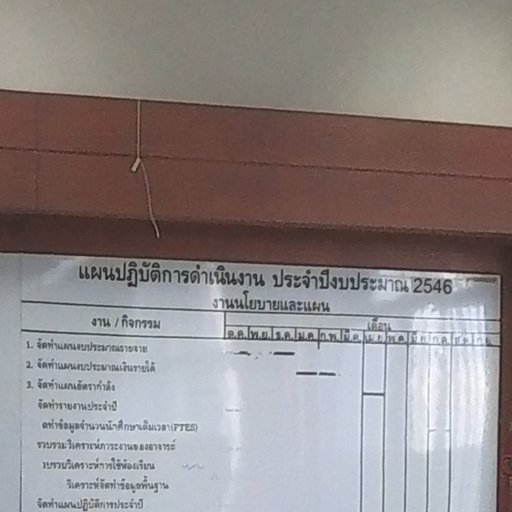 แผนปฏิบัติการดำเนินงาน ประจำปีงบประมาณ 2546
งานนโยบายและแผน
งาน / กิจกรรม
เดือน
ต.ค. พ.ย. ธ.ค. ม.ค. ก.พ. มี.ค. เม.ย. พ.ค. มิ.ย. ก.ค. ส.ค. ก.ย.
1. จัดทำแผนงบประมาณรายจ่าย
2. จัดทำแผนงบประมาณเงินรายได้
3. จัดทำแผนอัตรากำลัง
จัดทำรายงานประจำปี
ดทำข้อมูลจำนวนนักศึกษาเต็มเวลา (FTES)
รวบรวมวิเคราะห์ภาระงานของอาจารย์
บรวบวิเคราะห์การใช้ห้องเรียน
วิเคราะห์จัดทำข้อมูลพื้นฐาน
จัดทำแผนปฏิบัติการประจำปี